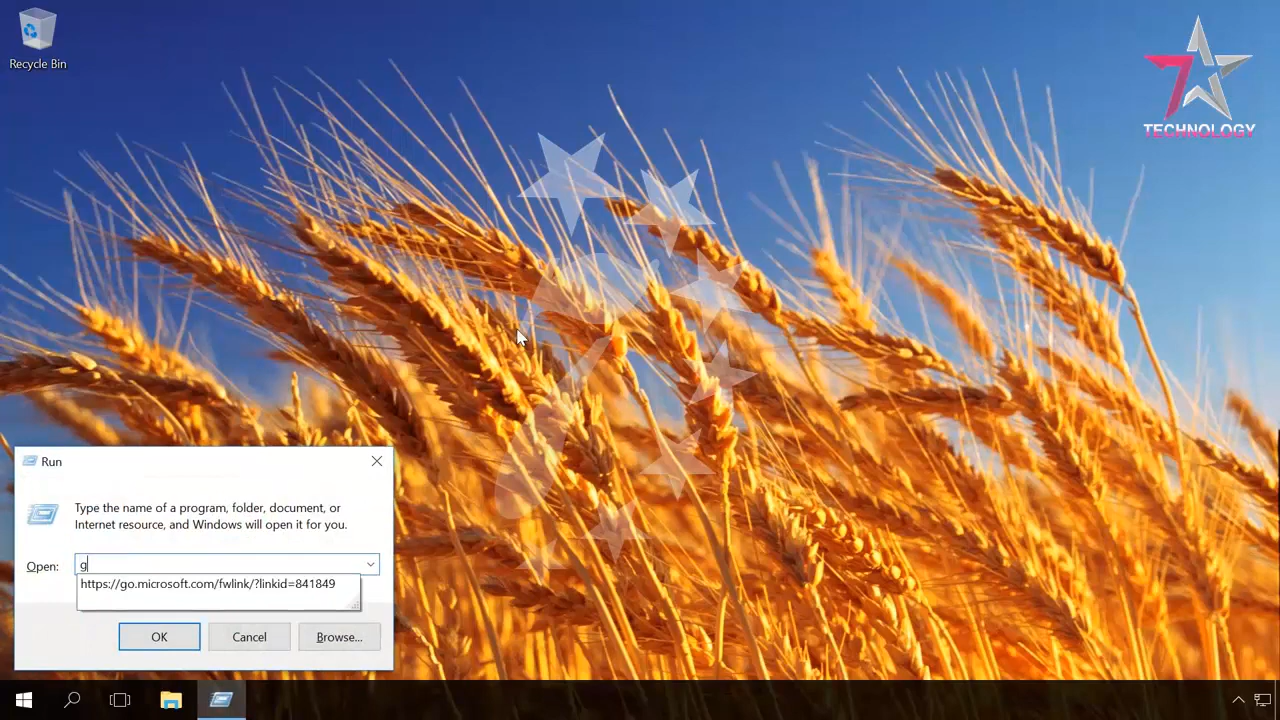 Recycle Bin
7
TECHNOLOGY
Run
Type the name of a program, folder, document, or
Internet resource, and Windows will open it for you.
Open:
g
https://go.microsoft.com/fwlink/?linkid=841849
OK
Cancel
Browse...